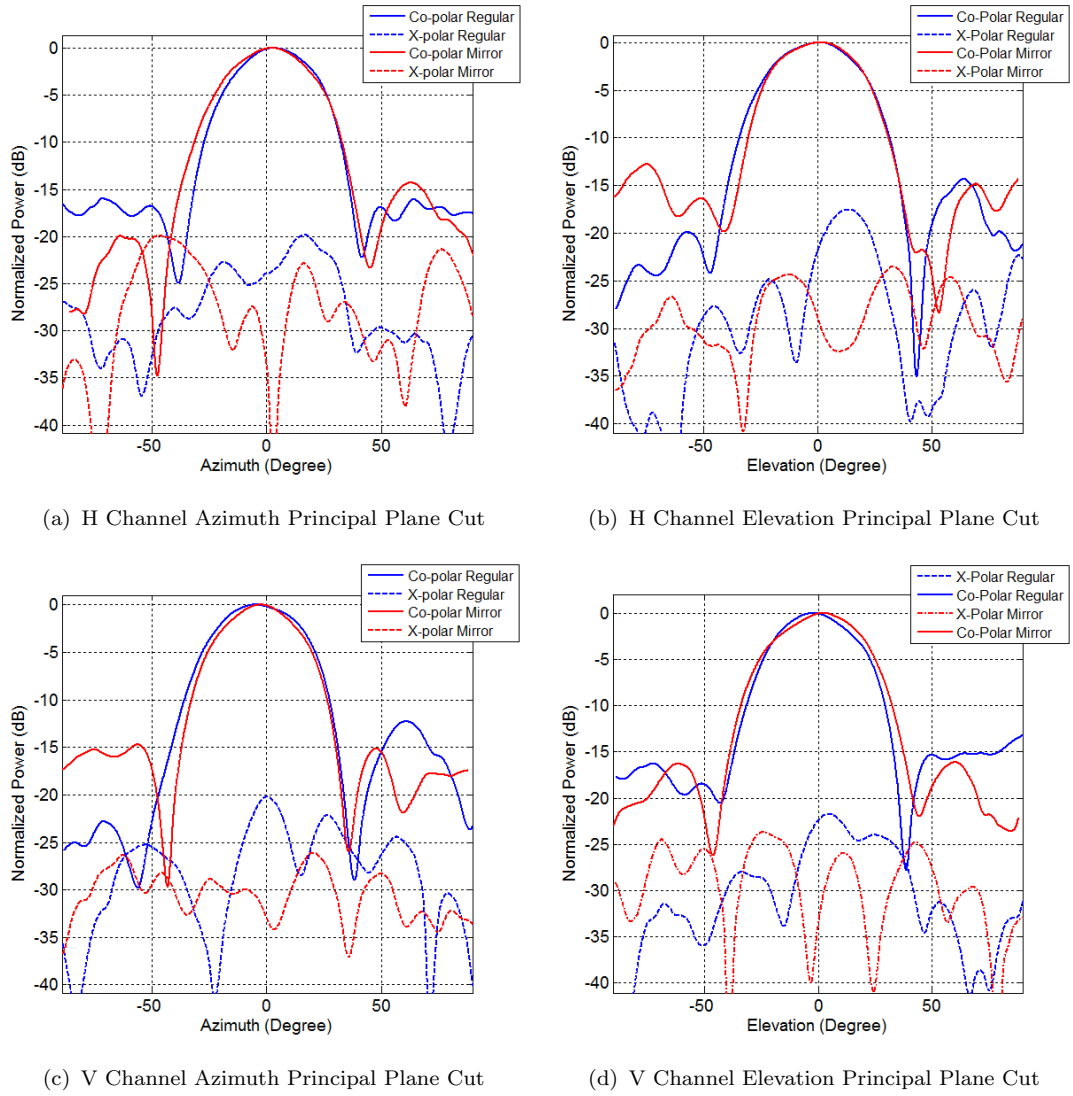 Co-polar Regular
X-polar Regular
Co-polar Mirror
X-polar Mirror
0
-5
-10
-15
-20
-25
-30
-35
-40
Normalized Power (dB)
-50
0
50
Azimuth (Degree)
(a) H Channel Azimuth Principal Plane Cut
Co-Polar Regular
X-Polar Regular
Co-Polar Mirror
X-Polar Mirror
0
-5
-10
-15
-20
-25
-30
-35
-40
Normalized Power (dB)
-50
0
50
Elevation (Degree)
(b) H Channel Elevation Principal Plane Cut
Co-polar Regular
X-polar Regular
Co-polar Mirror
X-polar Mirror
0
-5
-10
-15
-20
-25
-30
-35
-40
Normalized Power (dB)
-50
0
50
Azimuth (Degree)
(c) V Channel Azimuth Principal Plane Cut
X-Polar Regular
Co-Polar Regular
X-Polar Mirror
Co-Polar Mirror
0
-5
-10
-15
-20
-25
-30
-35
-40
Normalized Power (dB)
-50
0
50
Elevation (Degree)
(d) V Channel Elevation Principal Plane Cut